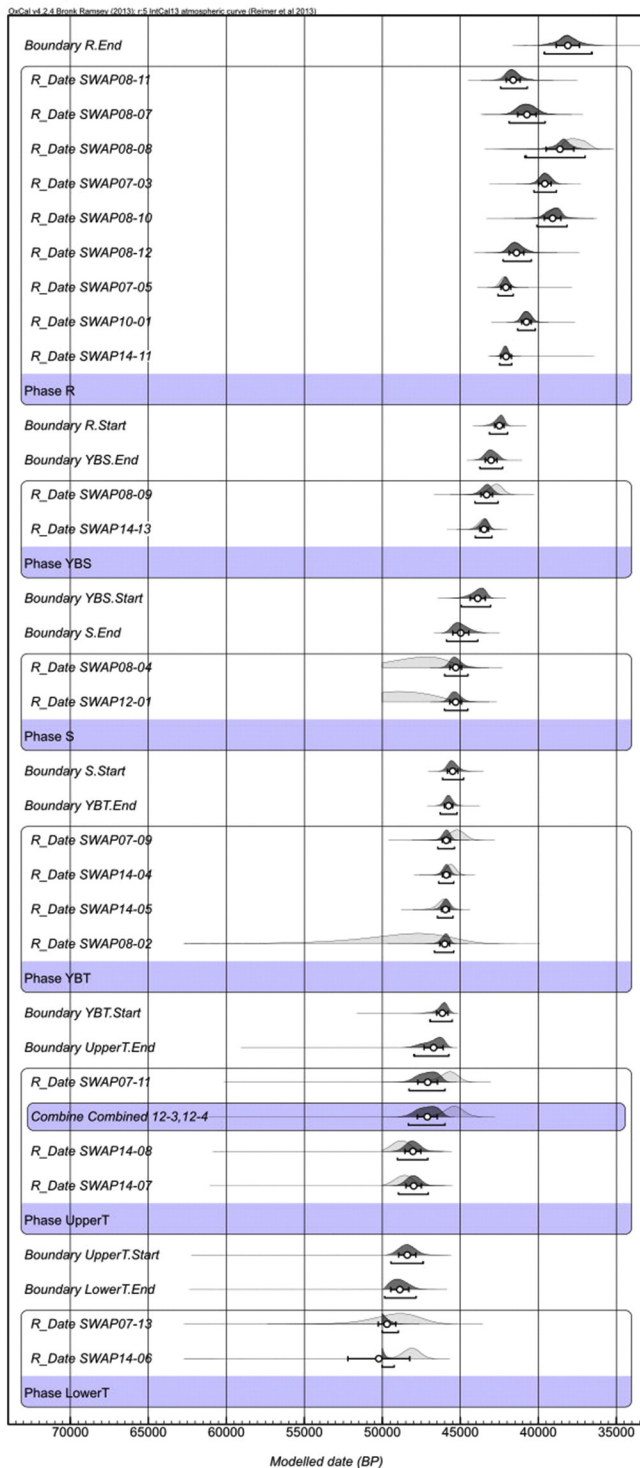 OxCal v4.2.4 Bronk Ramsey (2013); r:5 IntCal13 atmospheric curve (Reimer et al 2013)
Boundary R.End
R_Date SWAP08-11
R_Date SWAP08-07
R_Date SWAP08-08
R_Date SWAP07-03
R_Date SWAP08-10
R_Date SWAP08-12
R_Date SWAP07-05
R_Date SWAP10-01
R_Date SWAP14-11
Phase R
Boundary R.Start
Boundary YBS.End
R_Date SWAP08-09
R_Date SWAP14-13
Phase YBS
Boundary YBS.Start
Boundary S.End
R_Date SWAP08-04
R_Date SWAP12-01
Phase S
Boundary S.Start
Boundary YBT.End
R_Date SWAP07-09
R_Date SWAP14-04
R_Date SWAP14-05
R_Date SWAP08-02
Phase YBT
Boundary YBT.Start
Boundary UpperT.End
R_Date SWAP07-11
Combine Combined 12-3,12-4
R_Date SWAP14-08
R_Date SWAP14-07
Phase UpperT
Boundary UpperT.Start
Boundary LowerT.End
R_Date SWAP07-13
R_Date SWAP14-06
Phase LowerT
70000 65000 60000 55000 50000 45000 40000 35000
Modelled date (BP)